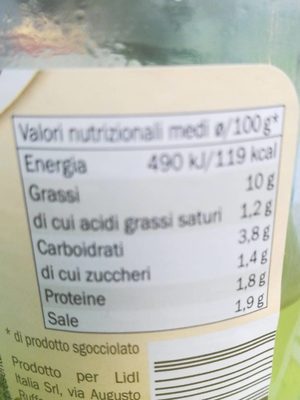 Valori nutrizionali medi ø/100g*
Energia 490 kJ/119 kcal
Grassi 10 g
di cui acidi grassi saturi 1,2 g
Carboidrati 3,8 g
di cui zuccheri 1,4 g
Proteine 1,8 g
Sale 1,9 g
* di prodotto sgocciolato
Prodotto per Lidl
Italia Srl, via Augusto